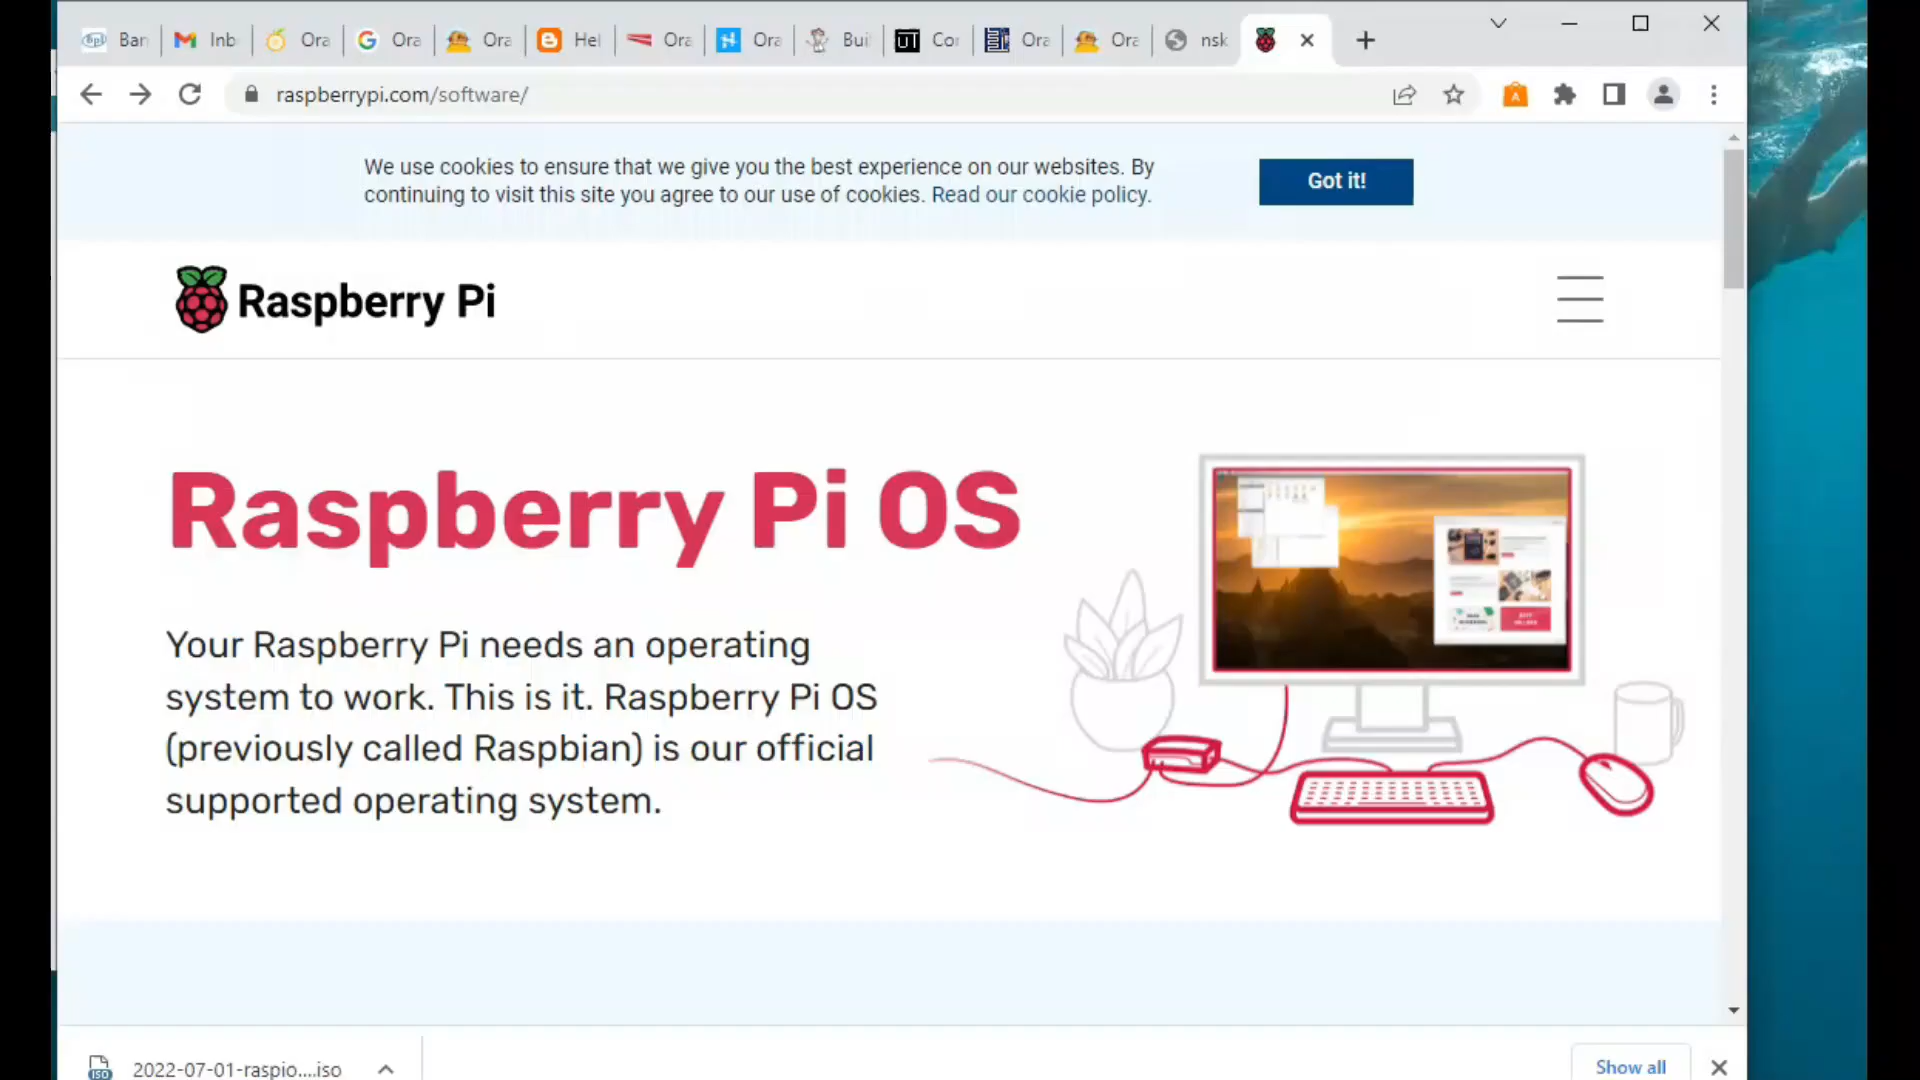 Ban
Inb
Ora
Ora
Ora
Hel
Ora
Ora
Bui
Cor
Ora
Ora
nsk
raspberrypi.com/software/
We use cookies to ensure that we give you the best experience on our websites. By
continuing to visit this site you agree to our use of cookies. Read our cookie policy.
Got it!
Raspberry Pi
Raspberry Pi OS
Your Raspberry Pi needs an operating
system to work. This is it. Raspberry Pi OS
(previously called Raspbian) is our official
supported operating system.
2022-07-01-raspio....iso
Show all